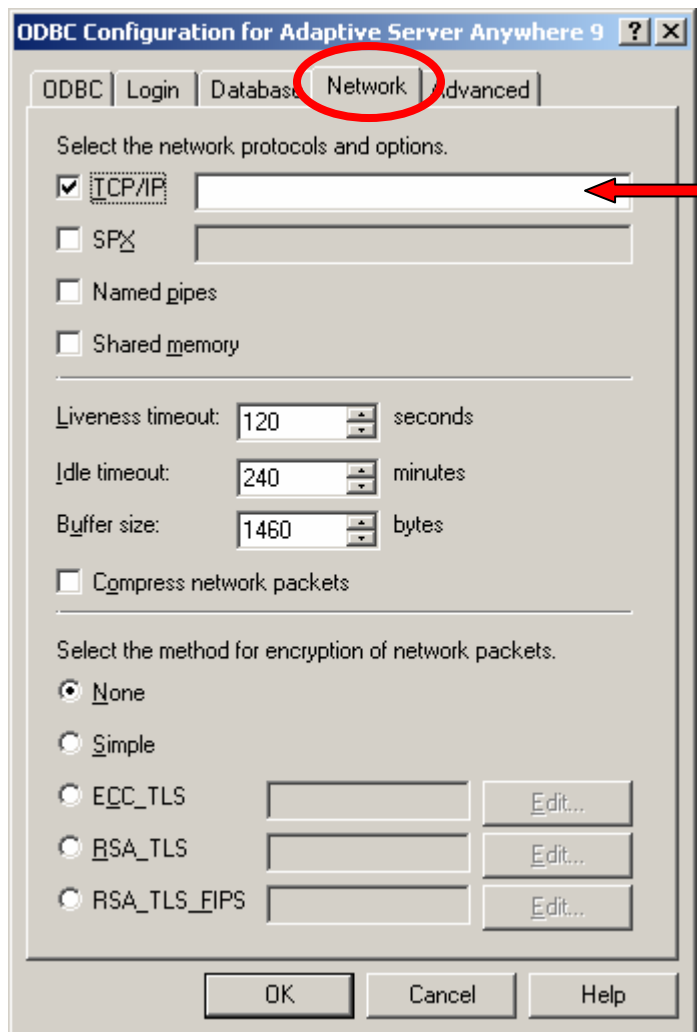 ODBC Configuration for Adaptive Server Anywhere 9 ? X
ODBC Login Database Network Advanced
Select the network protocols and options.
TCP/IP
SPX
Named pipes
Shared memory
Liveness timeout: 120 seconds
Idle timeout: 240 minutes
Buffer size: 1460 bytes
Compress network packets
Select the method for encryption of network packets.
None
Simple
ECC_TLS Edit...
RSA_TLS Edit...
RSA_TLS_FIPS Edit...
OK Cancel Help